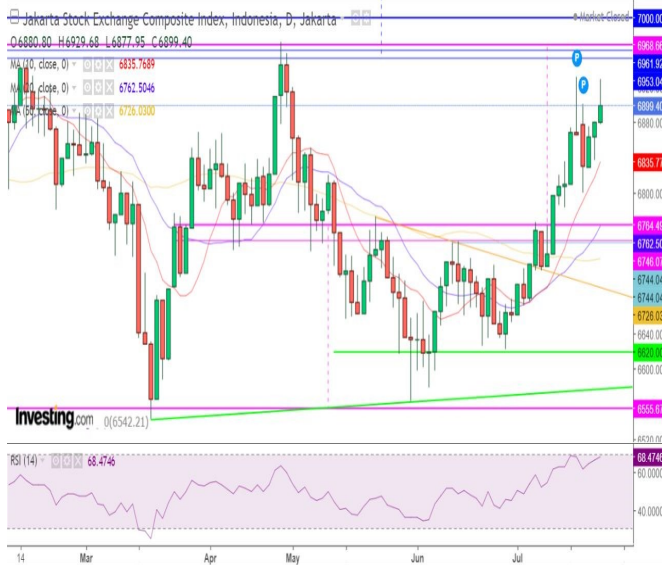 Jakarta Stock Exchange Composite Index, Indonesia, D, Jakarta
Market Closed
O6880.80 H6929.68 L6877.95 C6899.40
MA (10, close, 0) 6835.7689
MA (20, close, 0) 6762.5046
MA (50, close, 0) 6726.0300
P
P
7000.00
6968.66
6961.92
6953.04
6899.40
6880.00
6835.77
6800.00
6764.49
6762.50
6746.07
6744.04
6744.04
6726.03
6640.00
6620.00
6600.00
6555.67
6520.00
Investing.com
0(6542.21)
RSI (14) 68.4746
68.4746
60.0000
40.0000
14 Mar Apr May Jun Jul